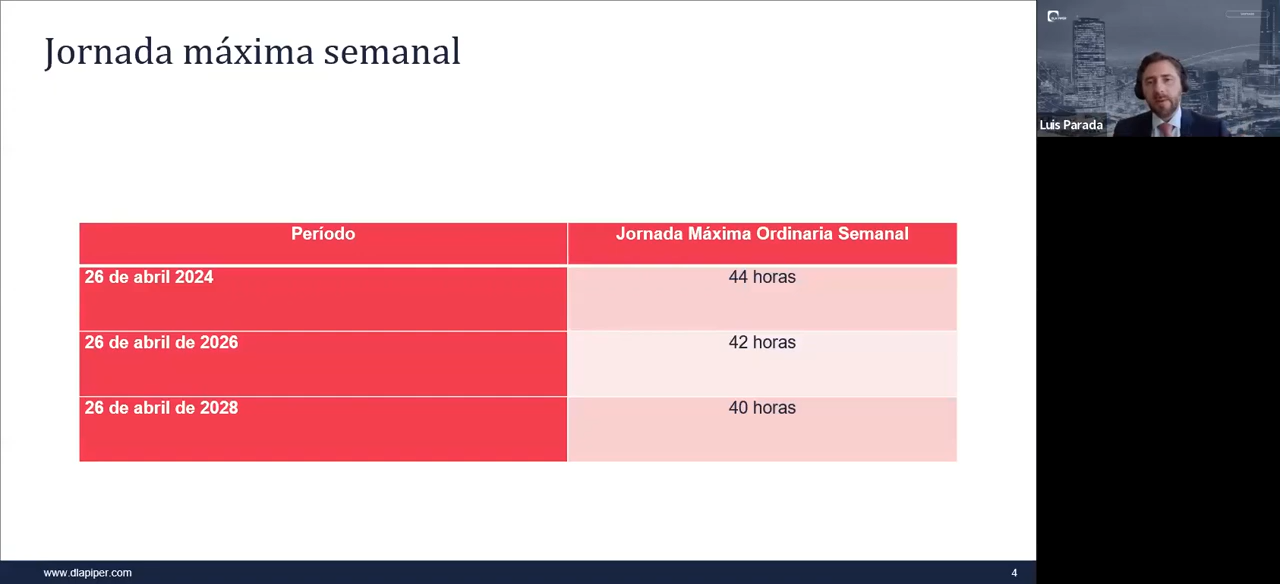 Jornada máxima semanal
Período
Jornada Máxima Ordinaria Semanal
26 de abril 2024
44 horas
26 de abril de 2026
42 horas
26 de abril de 2028
40 horas
www.dlapiper.com
4
Luis Parada